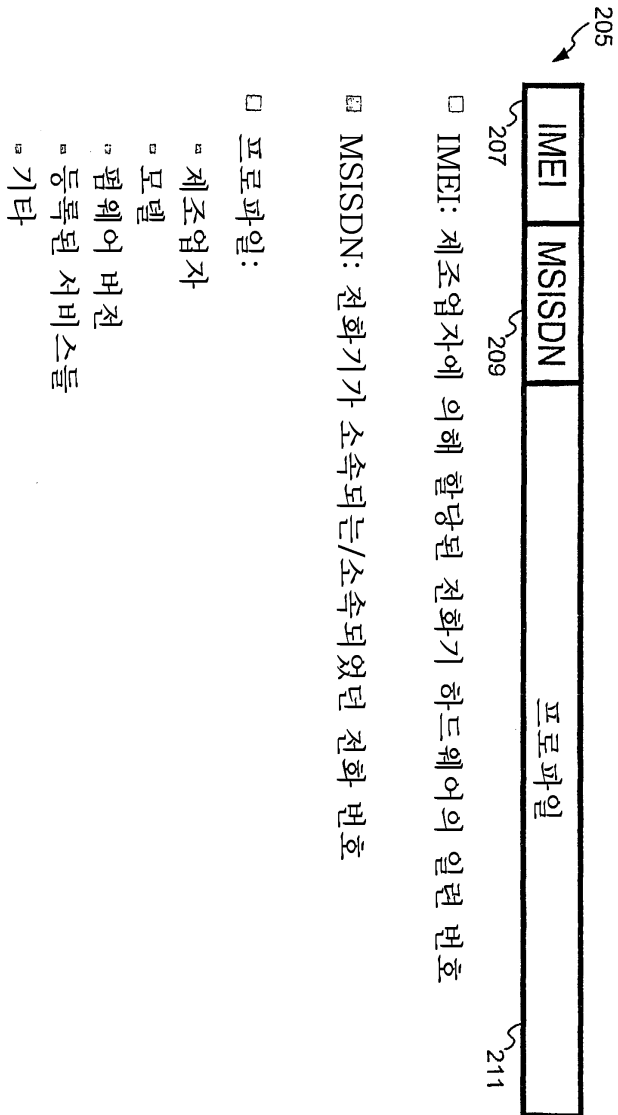 205
IMEI MSISDN 프로파일
207 209 211
□ IMEI: 제조업자에 의해 할당된 전화기 하드웨어의 일련 번호
□ MSISDN: 전화기가 소속되는/소속되었던 전화 번호
□ 프로파일:
▫ 제조업자
▫ 모델
▫ 펌웨어 버전
▫ 등록된 서비스들
▫ 기타